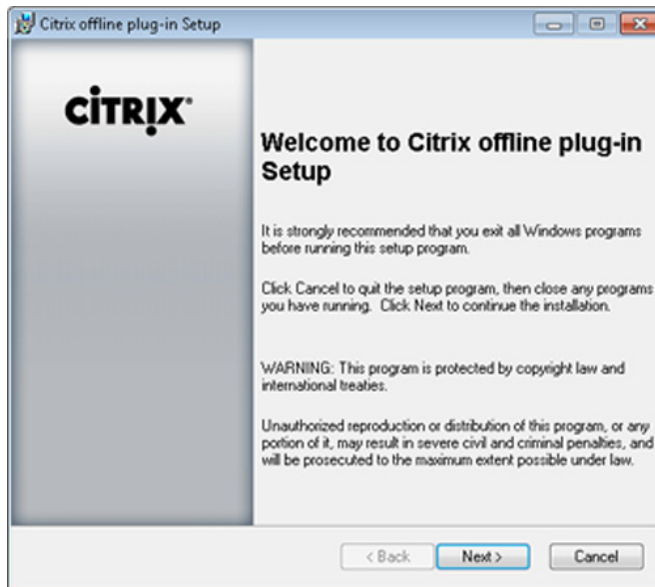 Citrix offline plug-in Setup
CİTRIX®
Welcome to Citrix offline plug-in
Setup
It is strongly recommended that you exit all Windows programs
before running this setup program.
Click Cancel to quit the setup program, then close any programs
you have running. Click Next to continue the installation.
WARNING: This program is protected by copyright law and
international treaties.
Unauthorized reproduction or distribution of this program, or any
portion of it, may result in severe civil and criminal penalties, and
will be prosecuted to the maximum extent possible under law.
< Back
Next >
Cancel